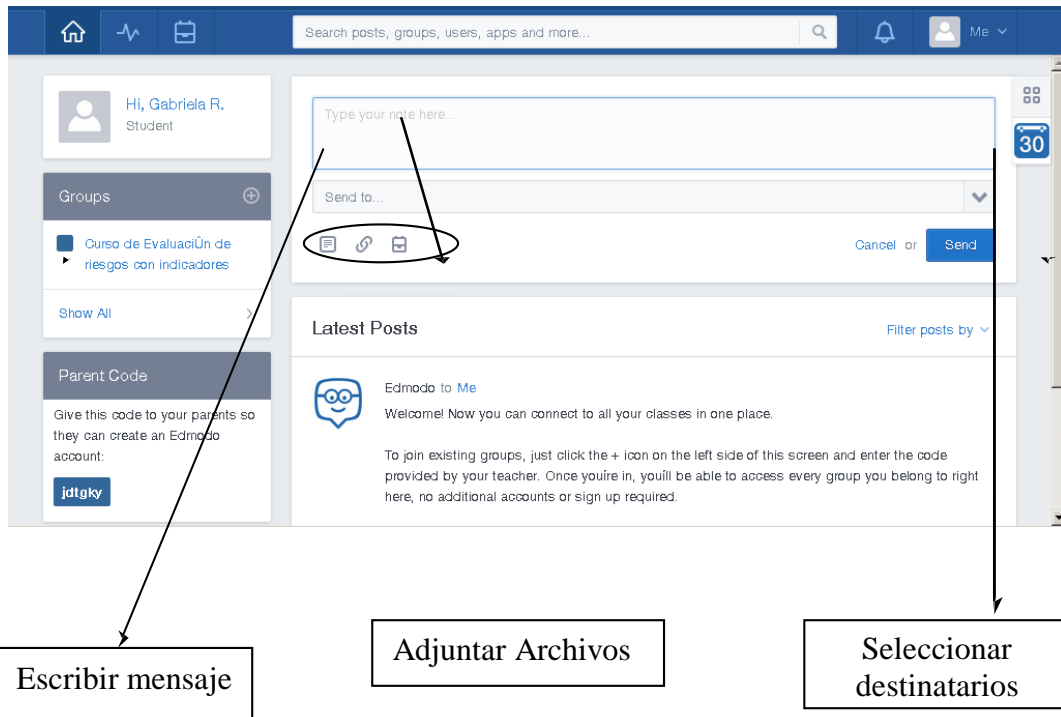 Search posts, groups, users, apps and more...
Me
Hi, Gabriela R.
Student
Type your note here...
30
Groups
Send to...
Curso de EvaluaciÛn de
riesgos con indicadores
Cancel or Send
Show All
Latest Posts
Filter posts by
Parent Code
Give this code to your parents so
they can create an Edmodo
account:
jdtgky
Edmodo to Me
Welcome! Now you can connect to all your classes in one place.
To join existing groups, just click the + icon on the left side of this screen and enter the code
provided by your teacher. Once youíre in, youíll be able to access every group you belong to right
here, no additional accounts or sign up required.
Escribir mensaje
Adjuntar Archivos
Seleccionar
destinatarios